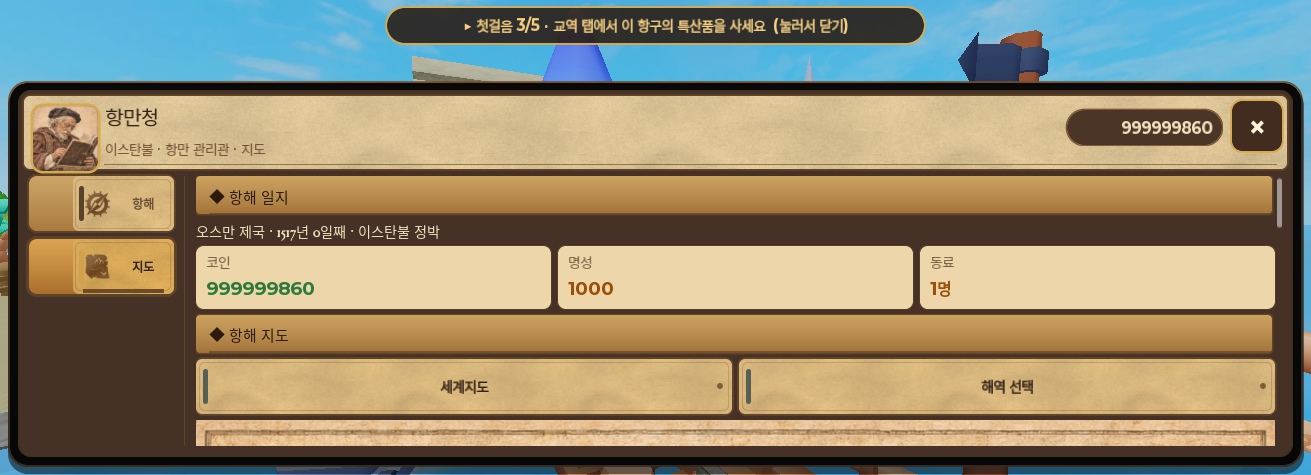 ▸ 첫걸음 3/5 · 교역 탭에서 이 항구의 특산품을 사세요 (눌러서 닫기)
항만청
이스탄불 · 항만 관리관 · 지도
999999860
×
항해
지도
◆ 항해 일지
오스만 제국 · 1517년 0일째 · 이스탄불 정박
코인
999999860
명성
1000
동료
1명
◆ 항해 지도
세계지도
해역 선택